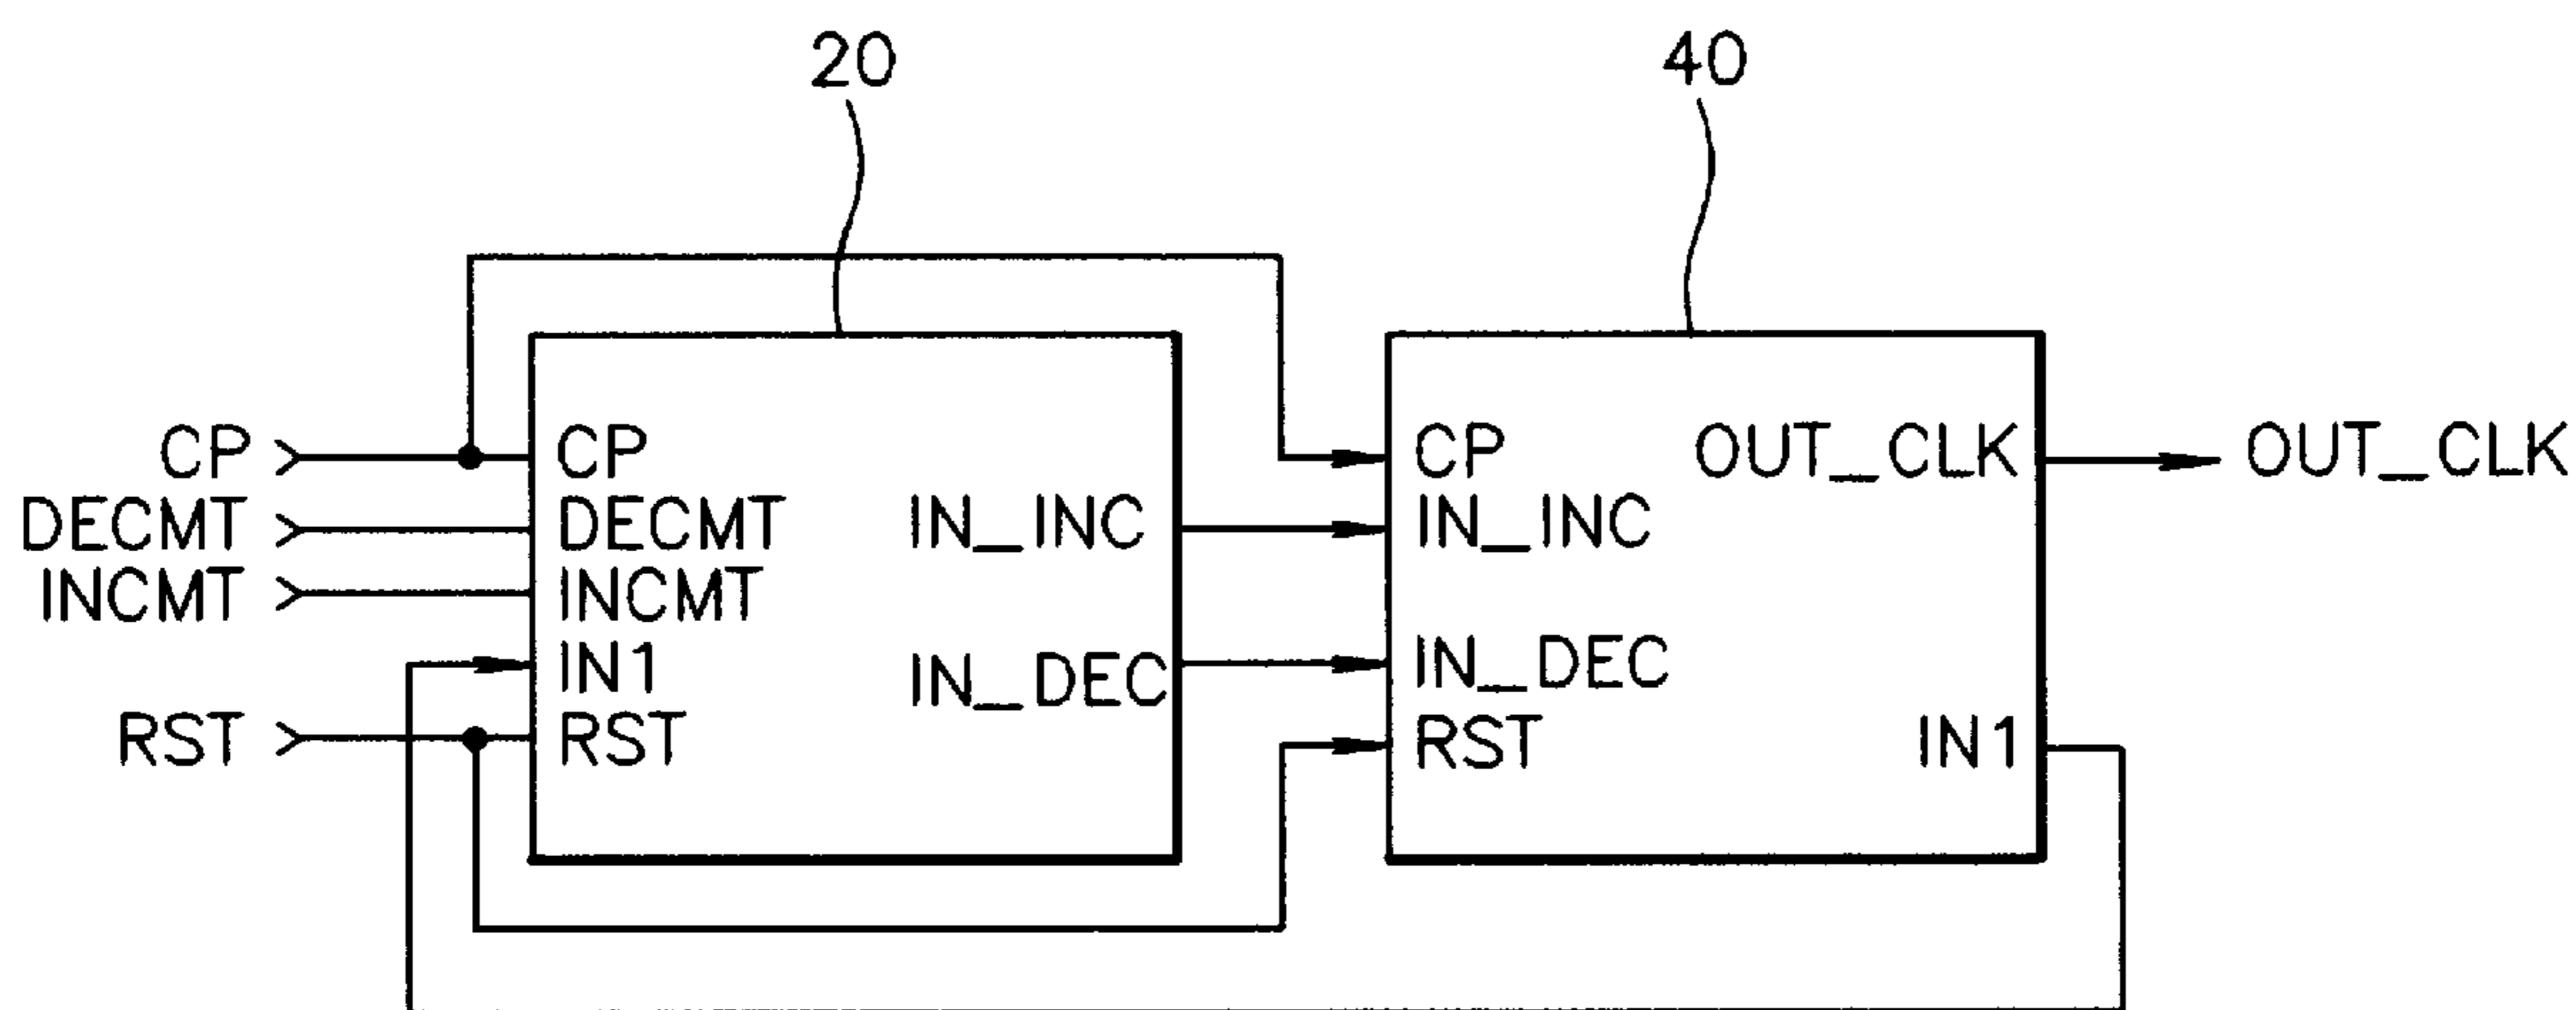 20
40
CP
DECMT
INCMT
RST
CP
DECMT
INCMT
IN1
RST
IN_INC
IN_DEC
CP
IN_INC
IN_DEC
RST
OUT_CLK
IN1
OUT_CLK